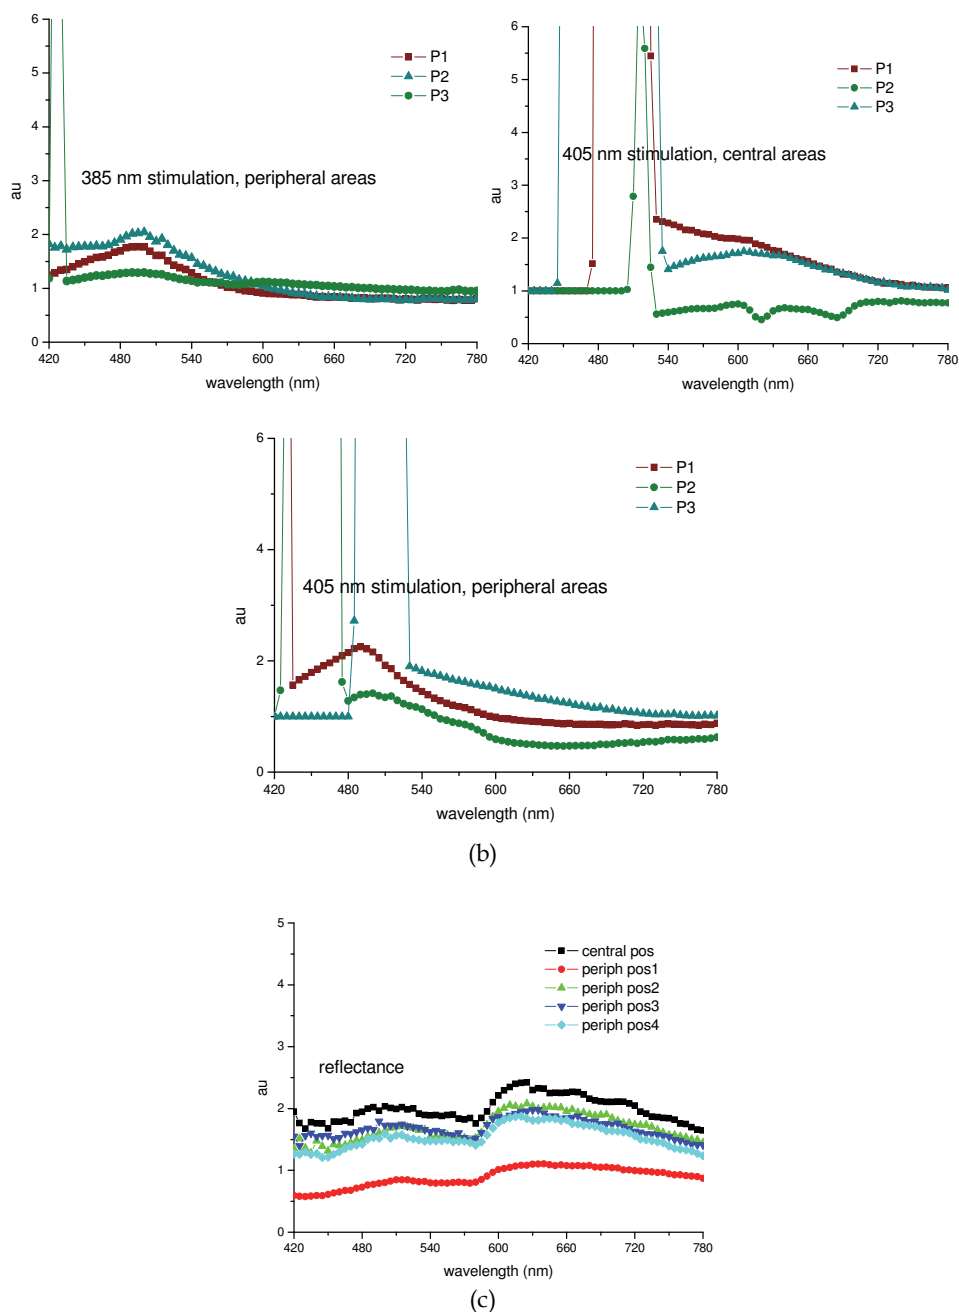 6
5
4
3
2
1
0
au
P1
P2
P3
385 nm stimulation, peripheral areas
420 480 540 600 660 720 780
wavelength (nm)
6
5
4
3
2
1
0
au
P1
P2
P3
405 nm stimulation, central areas
420 480 540 600 660 720 780
wavelength (nm)
6
4
2
0
au
P1
P2
P3
405 nm stimulation, peripheral areas
420 480 540 600 660 720 780
wavelength (nm)
(b)
5
4
3
2
1
0
au
central pos
periph pos1
periph pos2
periph pos3
periph pos4
reflectance
420 480 540 600 660 720 780
wavelength (nm)
(c)